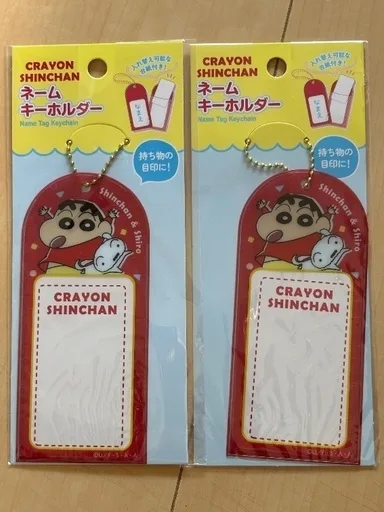 CRAYON
SHINCHAN
ネーム
キーホルダー
Name Tag Keychain
入れ替え可能な
台紙付き!
なまえ
持ち物の
目印に!
Shinchan & Shiro
CRAYON
SHINCHAN
CRAYON
SHINCHAN
ネーム
キーホルダー
Name Tag Keychain
入れ替え可能な
台紙付き!
なまえ
持ち物の
目印に!
Shinchan & Shiro
CRAYON
SHINCHAN